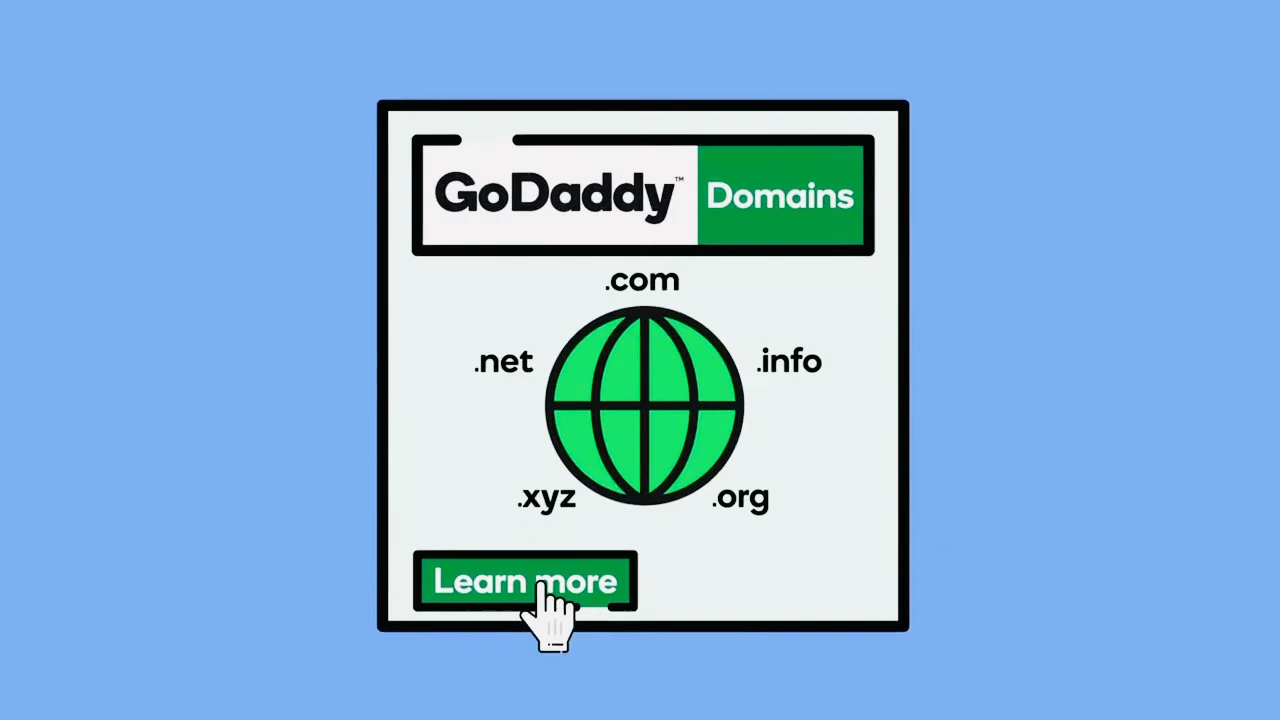 GoDaddy™ Domains
.com
.net .info
.xyz .org
Learn more